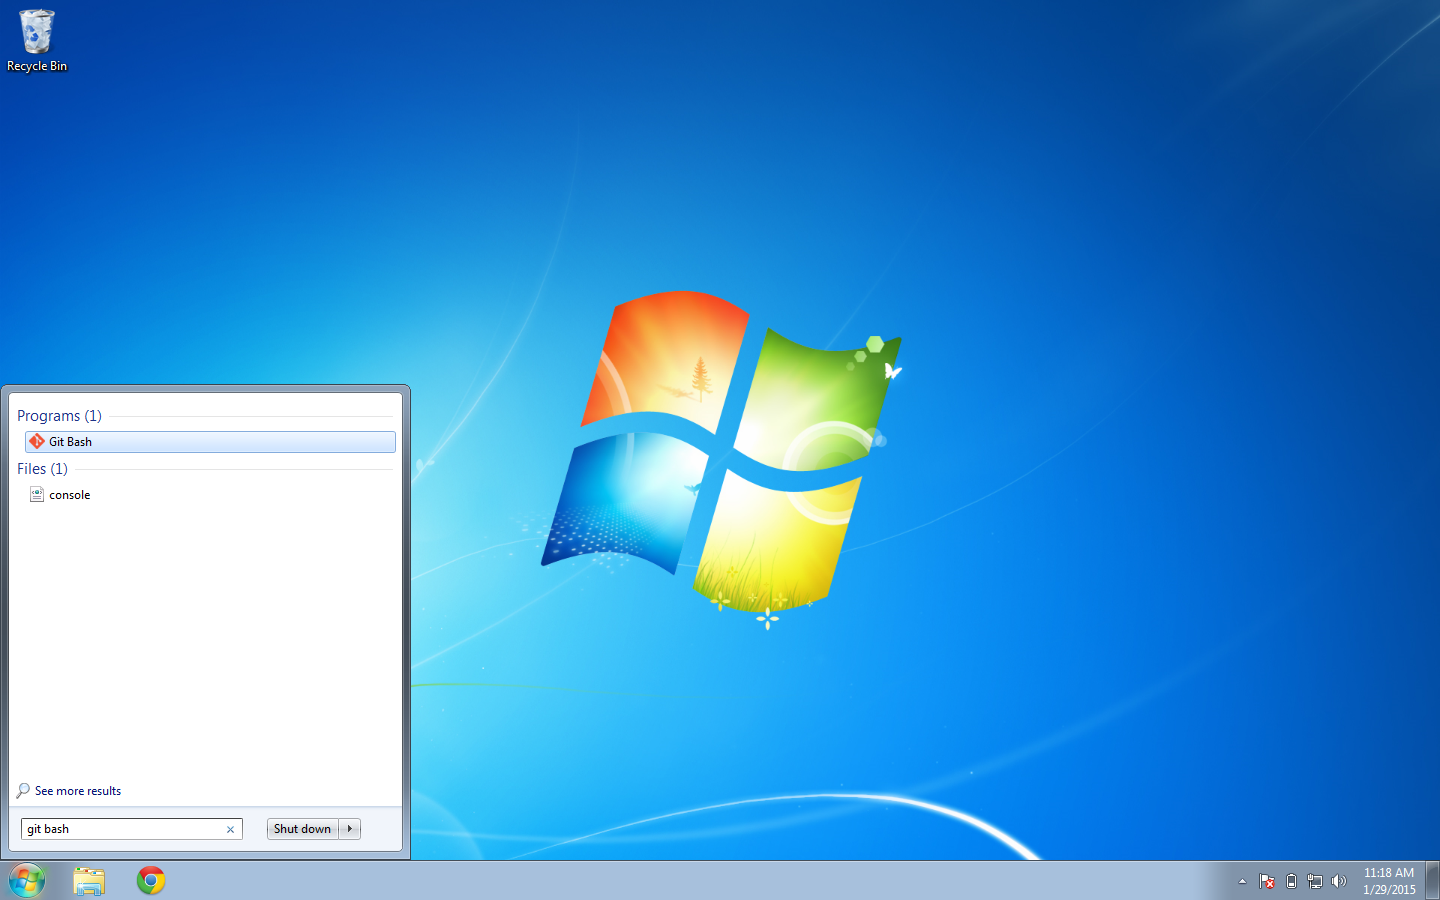 Recycle Bin
Programs (1)
Git Bash
Files (1)
console
See more results
git bash
Shut down
11:18 AM
1/29/2015